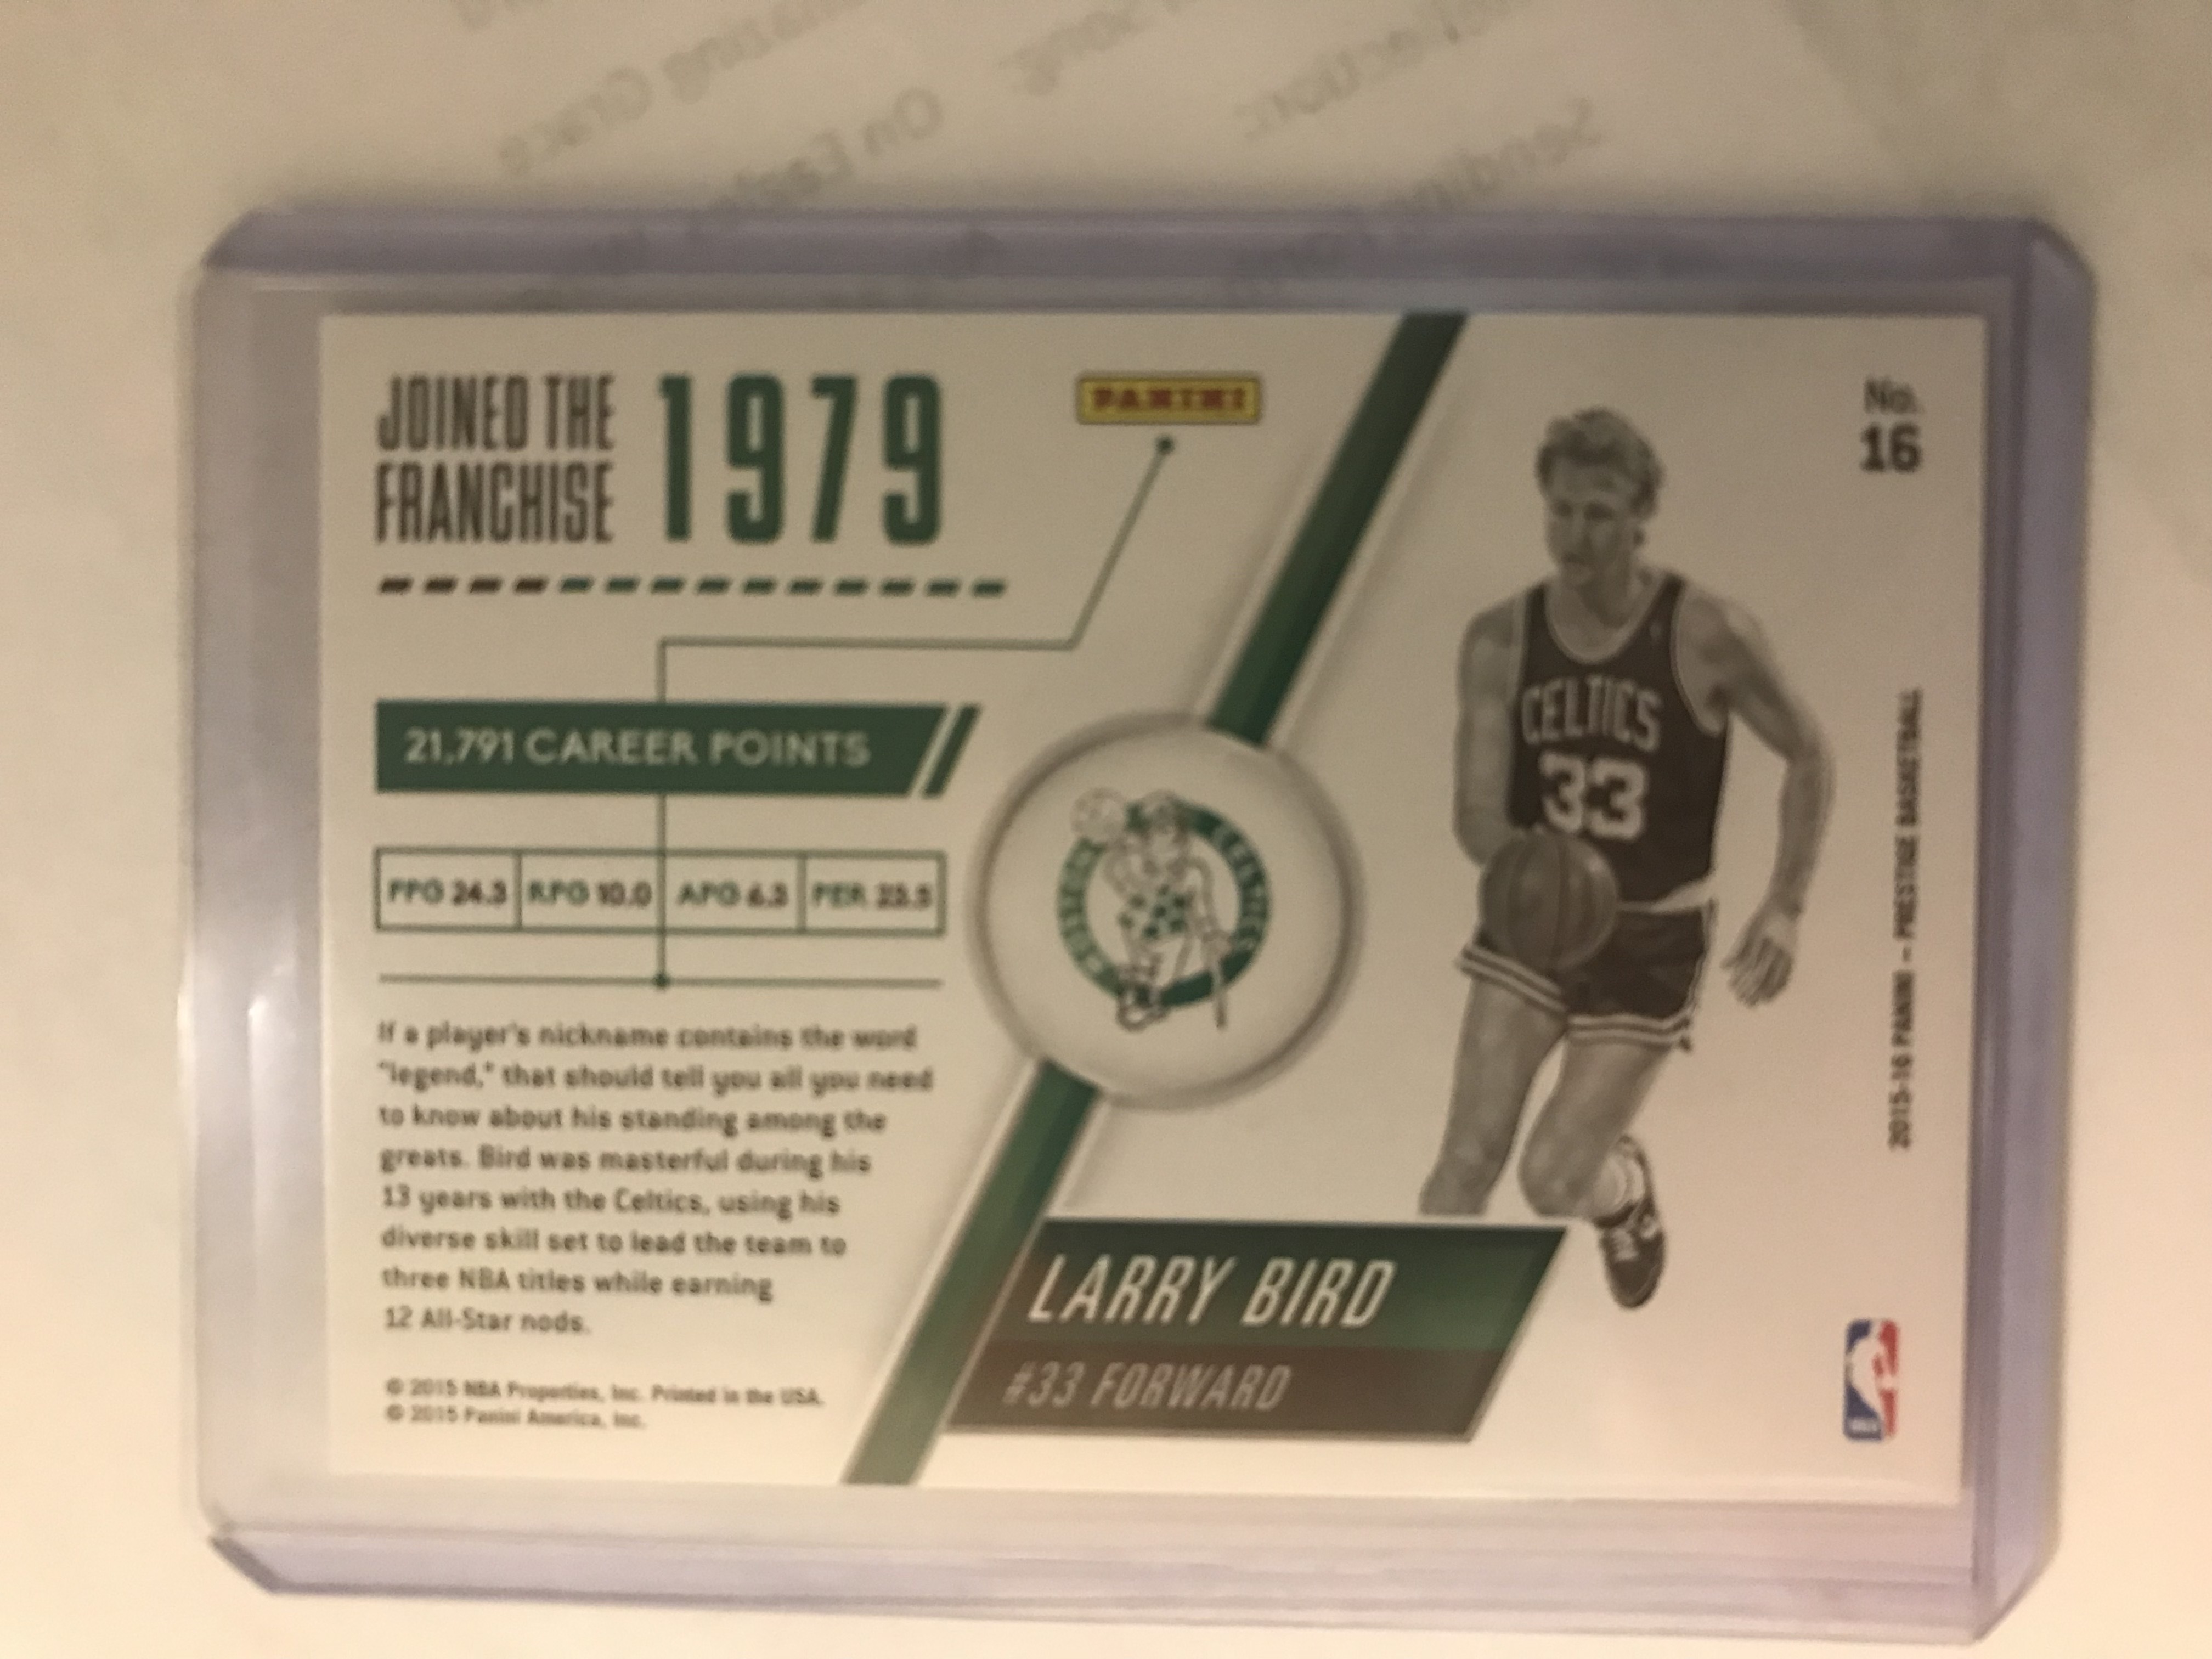 JOINED THE
FRANCHISE
1979
PANINI
No.
16
21,791 CAREER POINTS
PPG 24.3 RPG 10.0 APG 6.3 PER 23.5
If a player's nickname contains the word
"legend," that should tell you all you need
to know about his standing among the
greats. Bird was masterful during his
13 years with the Celtics, using his
diverse skill set to lead the team to
three NBA titles while earning
12 All-Star nods.
© 2015 NBA Properties, Inc. Printed in the USA.
© 2015 Panini America, Inc.
BOSTON
CELTICS
LARRY BIRD
#33 FORWARD
CELTICS
33
2015-16 PANINI – PRESTIGE BASKETBALL
NBA